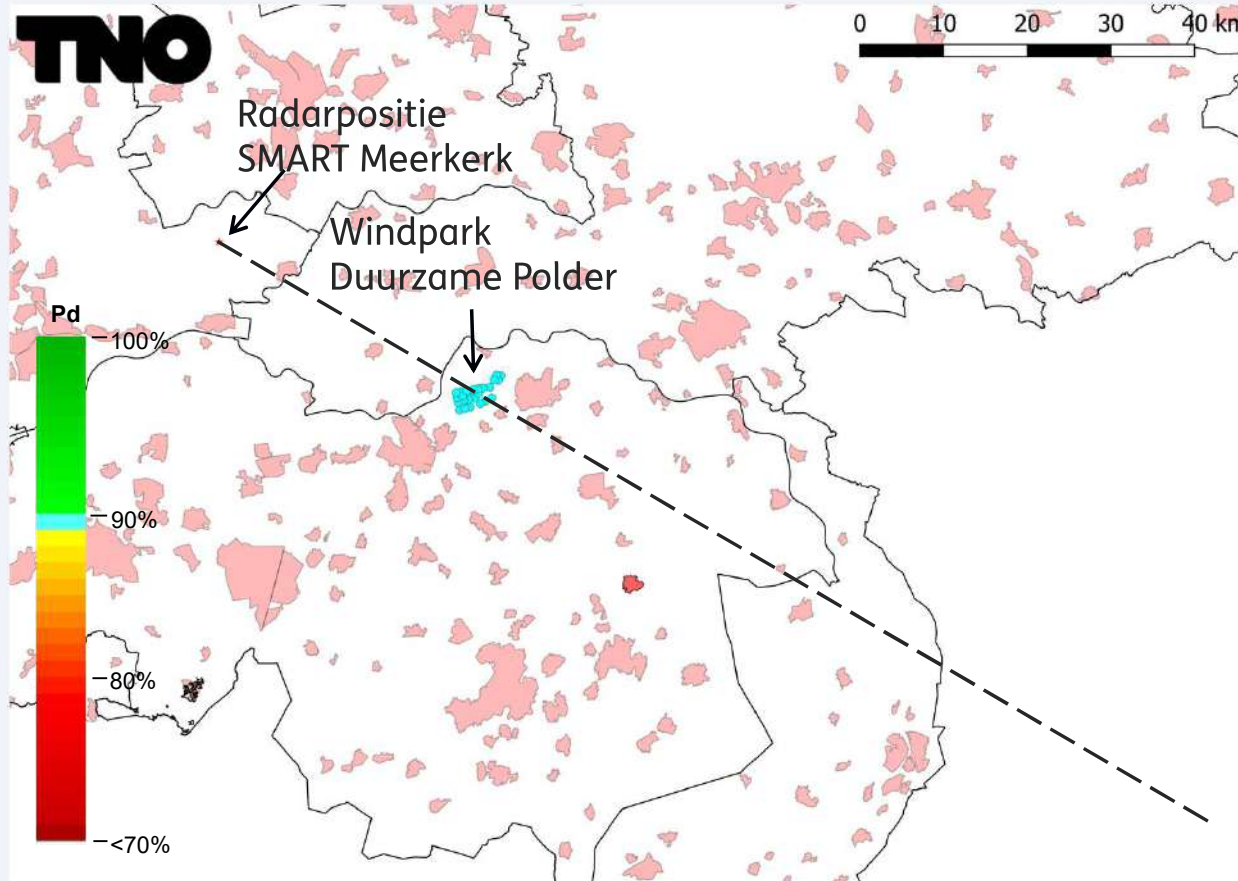 TNO
0 10 20 30 40 km
Radarpositie
SMART Meerkerk
Windpark
Duurzame Polder
Pd
100%
90%
80%
<70%